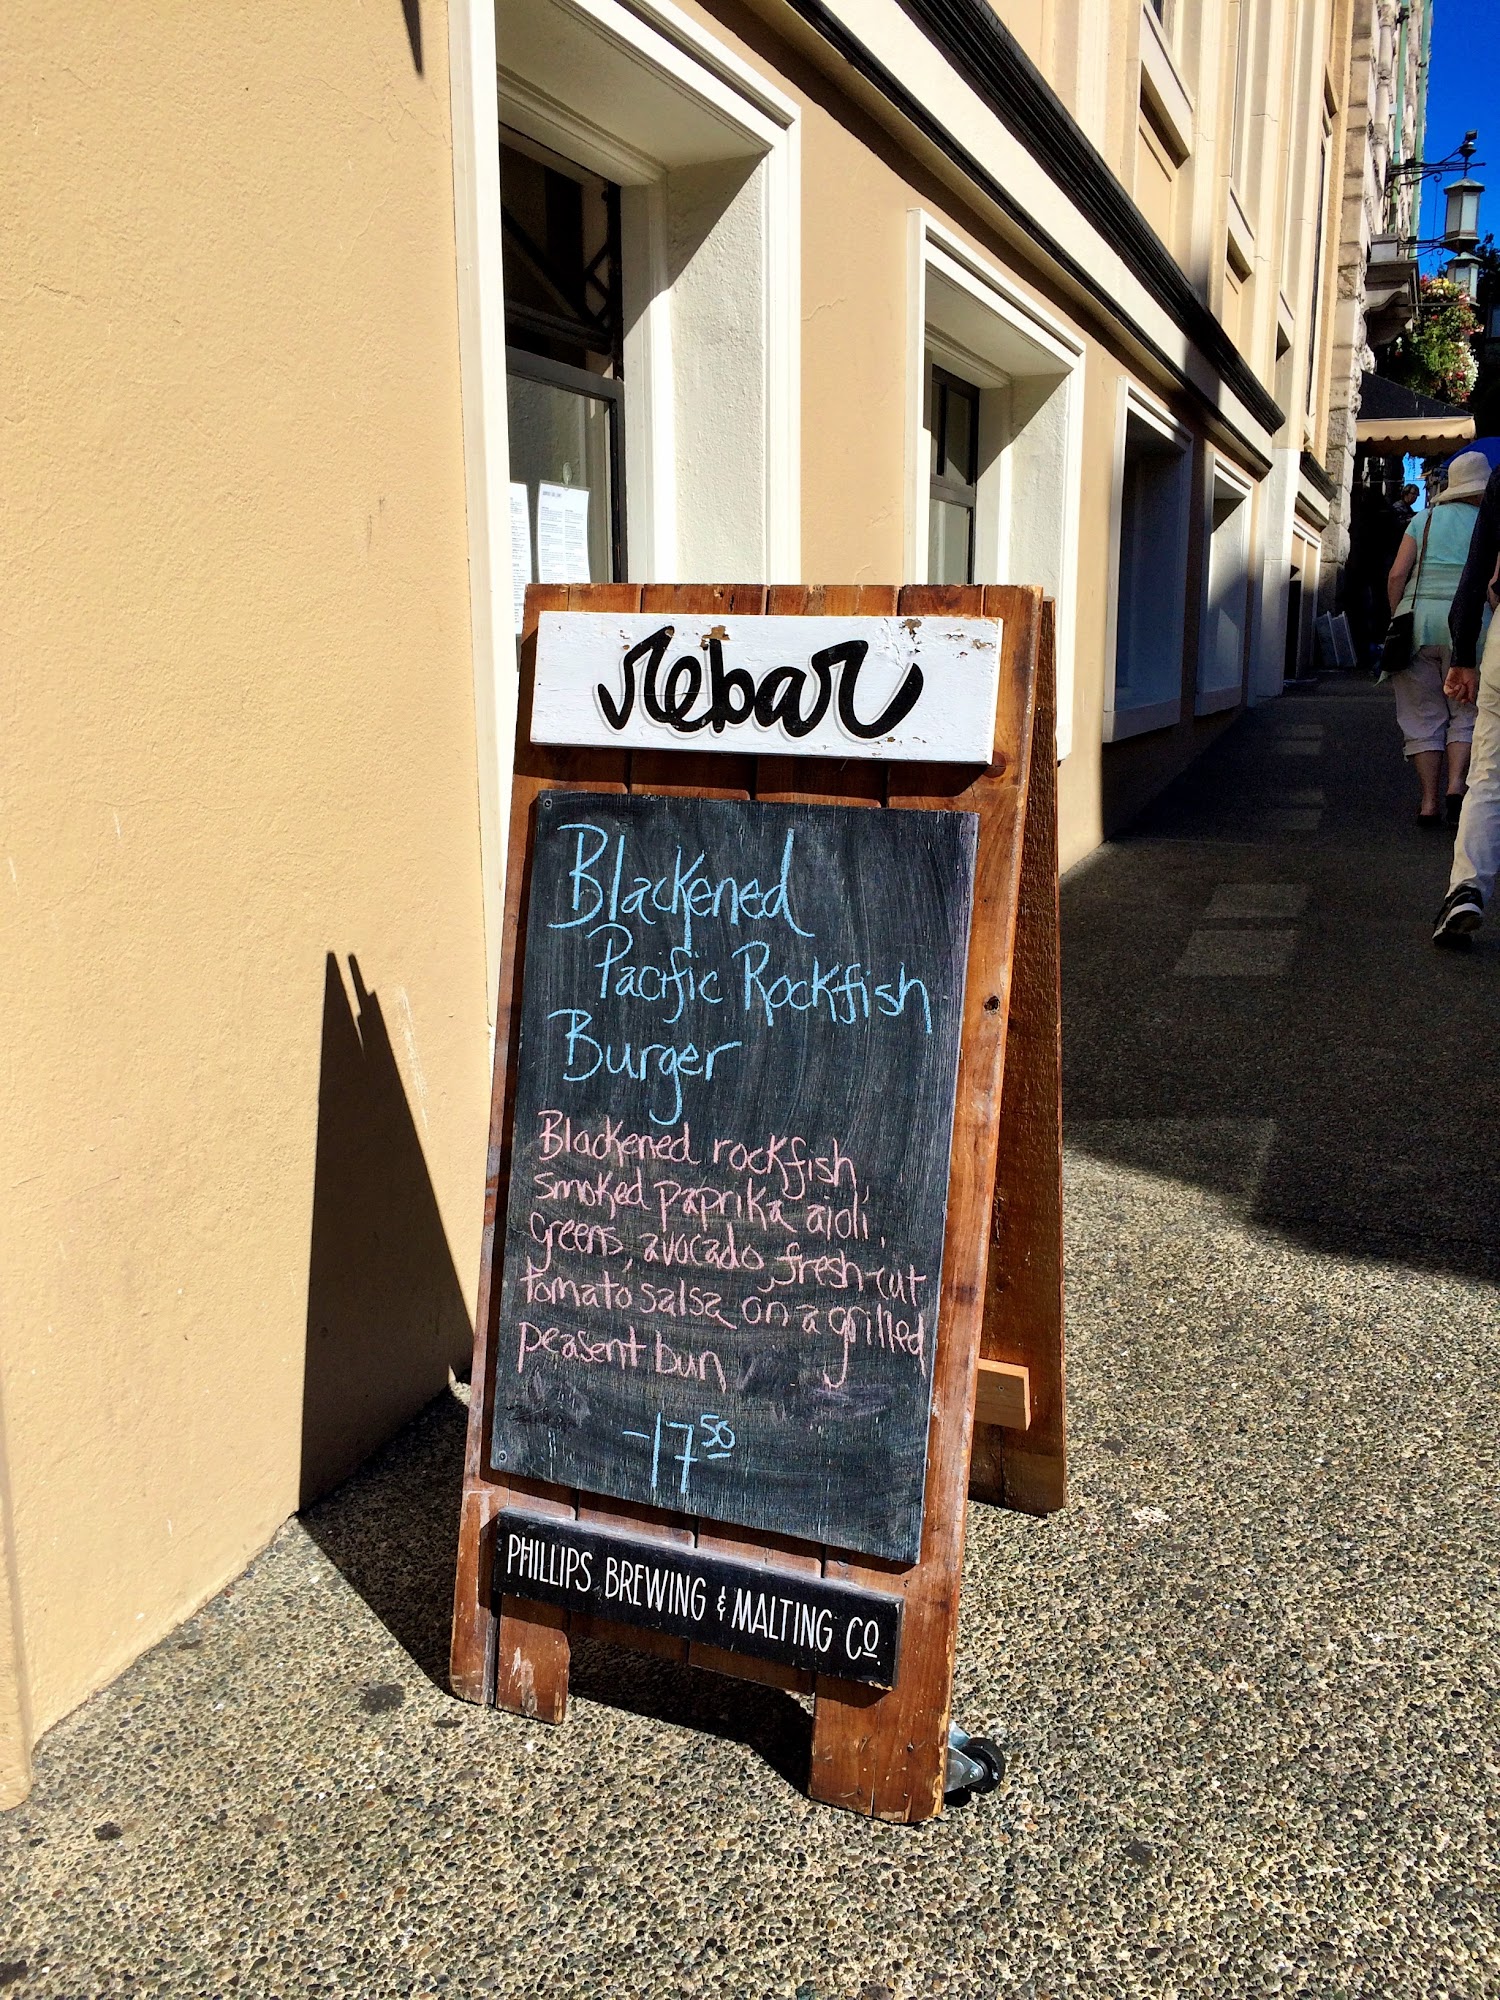 rebar
Blackened
Pacific Rockfish
Burger
Blackened rockfish,
smoked paprika aioli,
greens, avocado, fresh-cut
tomato salsa on a grilled
peasent bun
-17 50
PHILLIPS BREWING & MALTING Co.